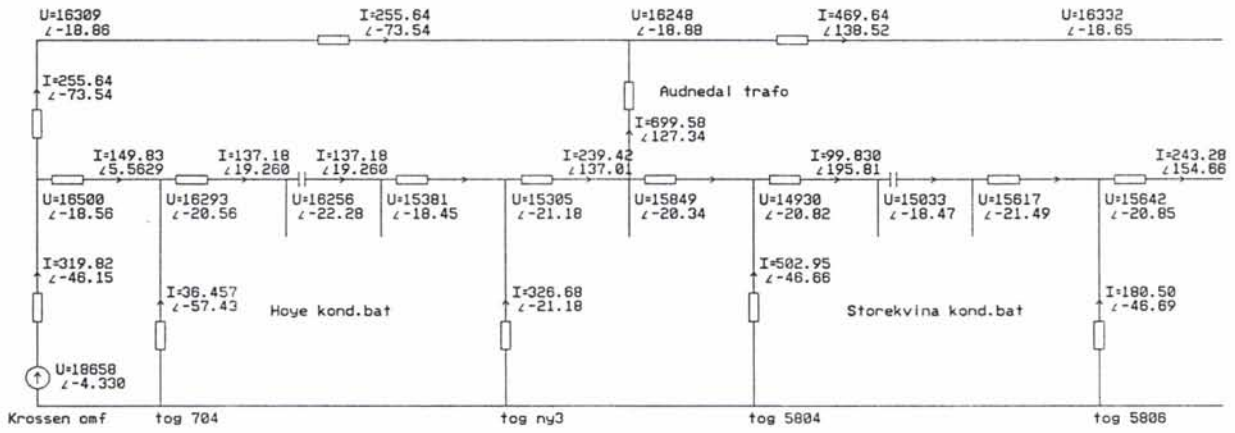 U=16309
∠-18.86
I=255.64
∠-73.54
U=16248
∠-18.88
I=469.64
∠138.52
U=16332
∠-18.65
I=255.64
∠-73.54
Audnedal trafo
I=699.58
∠127.34
I=149.83
∠5.5629
I=137.18
∠19.260
I=137.18
∠19.260
I=239.42
∠137.01
I=99.830
∠195.81
I=243.28
∠154.66
U=16500
∠-18.56
U=16293
∠-20.56
U=16256
∠-22.28
U=15381
∠-18.45
U=15305
∠-21.18
U=15849
∠-20.34
U=14930
∠-20.82
U=15033
∠-18.47
U=15617
∠-21.49
U=15642
∠-20.85
I=319.82
∠-46.15
I=36.457
∠-57.43
Hoye kond.bat
I=326.68
∠-21.18
I=502.95
∠-46.66
Storekvina kond.bat
I=180.50
∠-46.69
U=18658
∠-4.330
Krossen omf
tog 704
tog ny3
tog 5804
tog 5806